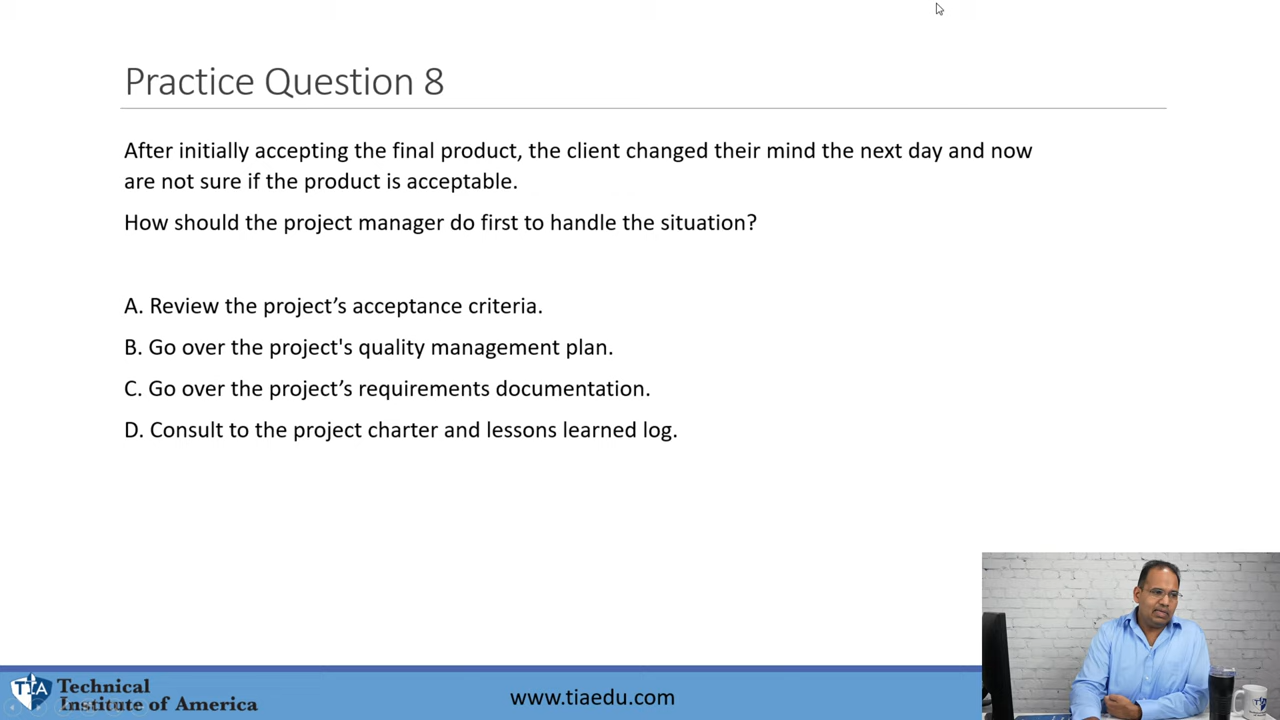 Practice Question 8
After initially accepting the final product, the client changed their mind the next day and now
are not sure if the product is acceptable.
How should the project manager do first to handle the situation?
A. Review the project’s acceptance criteria.
B. Go over the project's quality management plan.
C. Go over the project’s requirements documentation.
D. Consult to the project charter and lessons learned log.
TIA
Technical
Institute of America
www.tiaedu.com